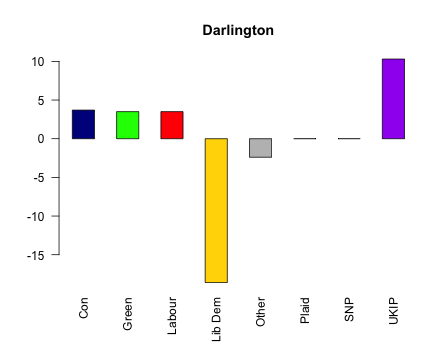 Darlington
10
5
0
-5
-10
-15
Con
Green
Labour
Lib Dem
Other
Plaid
SNP
UKIP